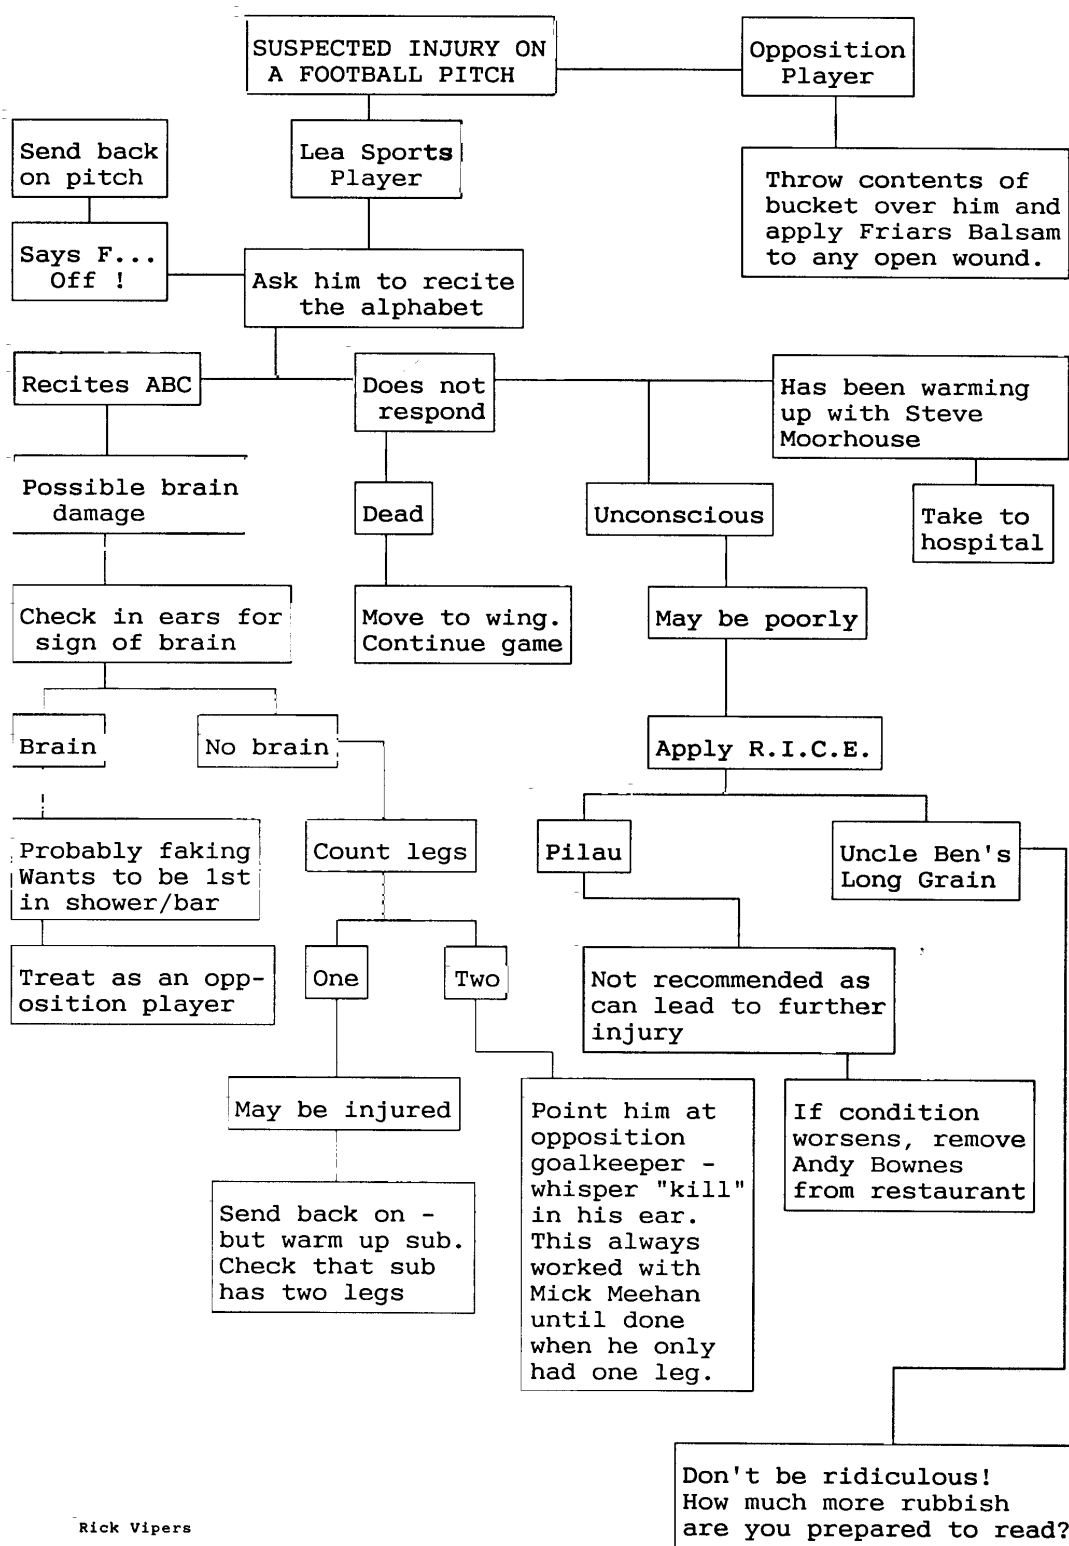 SUSPECTED INJURY ON
A FOOTBALL PITCH
Opposition
Player
Send back
on pitch
Lea Sports
Player
Throw contents of
bucket over him and
apply Friars Balsam
to any open wound.
Says F...
Off !
Ask him to recite
the alphabet
Recites ABC
Does not
respond
Has been warming
up with Steve
Moorhouse
Possible brain
damage
Dead
Unconscious
Take to
hospital
Check in ears for
sign of brain
Move to wing.
Continue game
May be poorly
Brain
No brain
Apply R.I.C.E.
Probably faking
Wants to be 1st
in shower/bar
Count legs
Pilau
Uncle Ben's
Long Grain
Treat as an opp-
osition player
One
Two
Not recommended as
can lead to further
injury
May be injured
Point him at
opposition
goalkeeper -
whisper "kill"
in his ear.
This always
worked with
Mick Meehan
until done
when he only
had one leg.
If condition
worsens, remove
Andy Bownes
from restaurant
Send back on -
but warm up sub.
Check that sub
has two legs
Don't be ridiculous!
How much more rubbish
are you prepared to read?
Rick Vipers